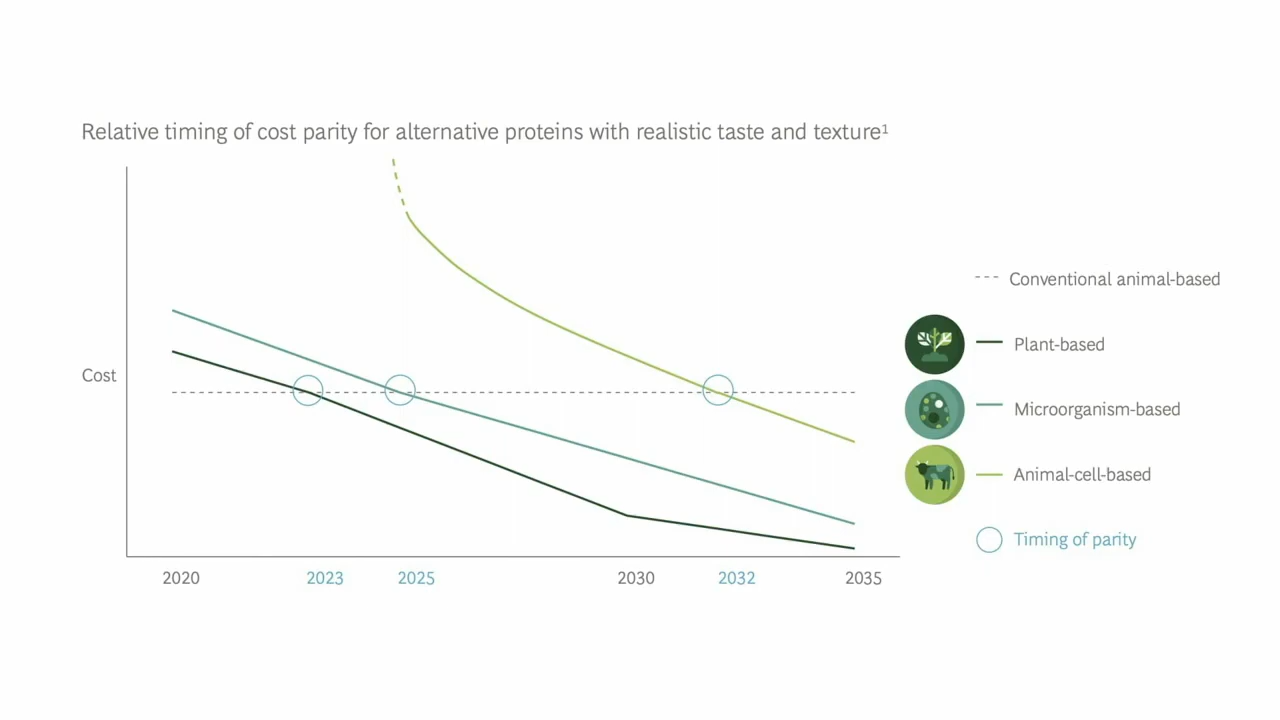 Relative timing of cost parity for alternative proteins with realistic taste and texture¹
Cost
2020
2023
2025
2030
2032
2035
Conventional animal-based
Plant-based
Microorganism-based
Animal-cell-based
Timing of parity